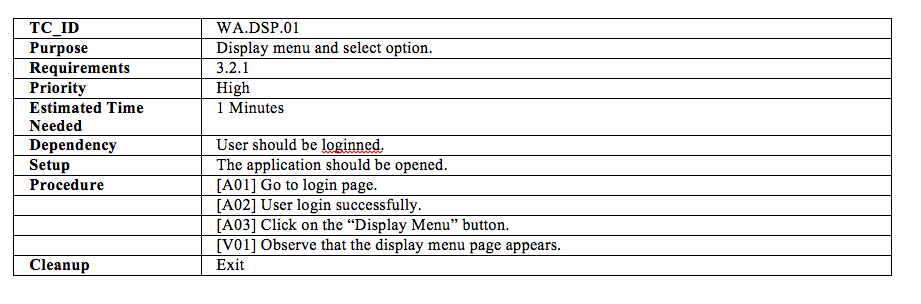 TC_ID WA.DSP.01
Purpose Display menu and select option.
Requirements 3.2.1
Priority High
Estimated Time 1 Minutes
Needed
Dependency User should be loginned.
Setup The application should be opened.
Procedure [A01] Go to login page.
[A02] User login successfully.
[A03] Click on the “Display Menu” button.
[V01] Observe that the display menu page appears.
Cleanup Exit